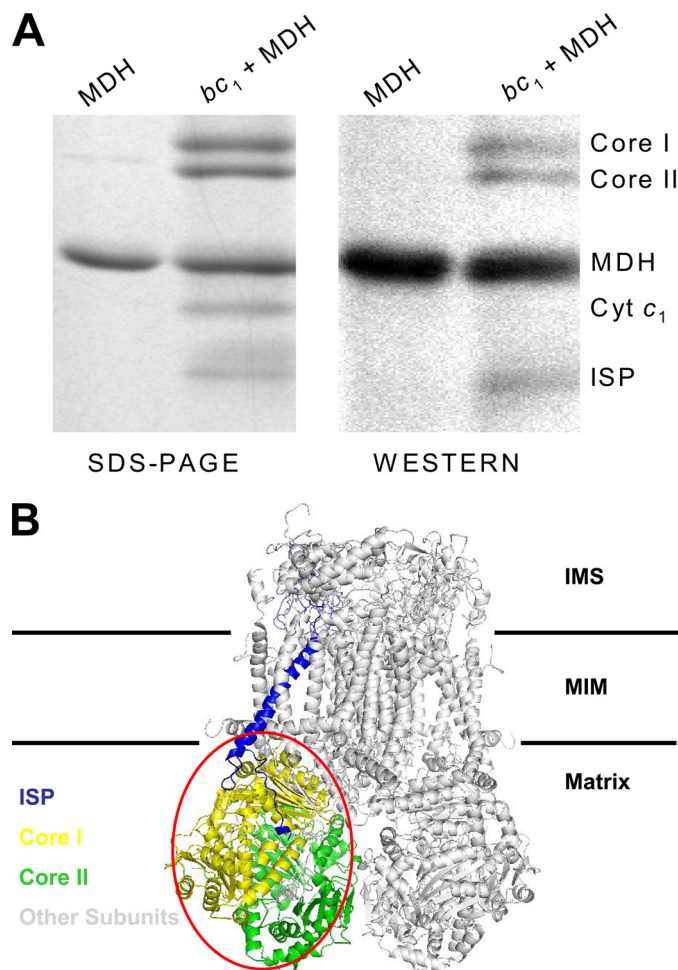 A
MDH
bc₁ + MDH
MDH
bc₁ + MDH
Core I
Core II
MDH
Cyt c₁
ISP
SDS-PAGE
WESTERN
B
IMS
MIM
Matrix
ISP
Core I
Core II
Other Subunits